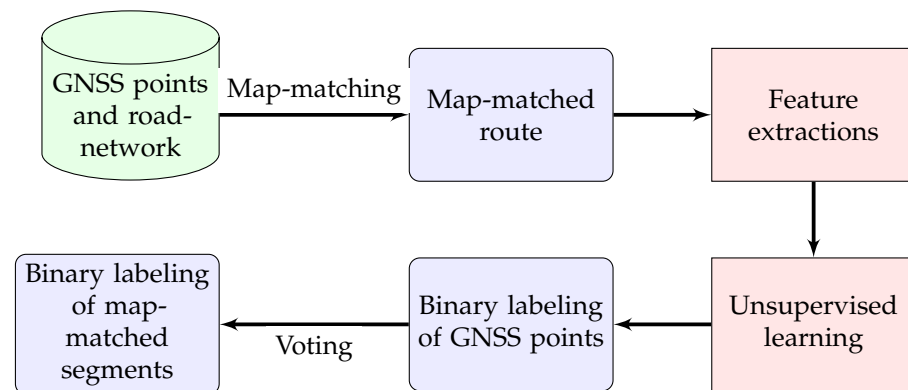 GNSS points
and road-
network
Map-matching
Map-matched
route
Feature
extractions
Binary labeling
of map-
matched
segments
Voting
Binary labeling
of GNSS points
Unsupervised
learning